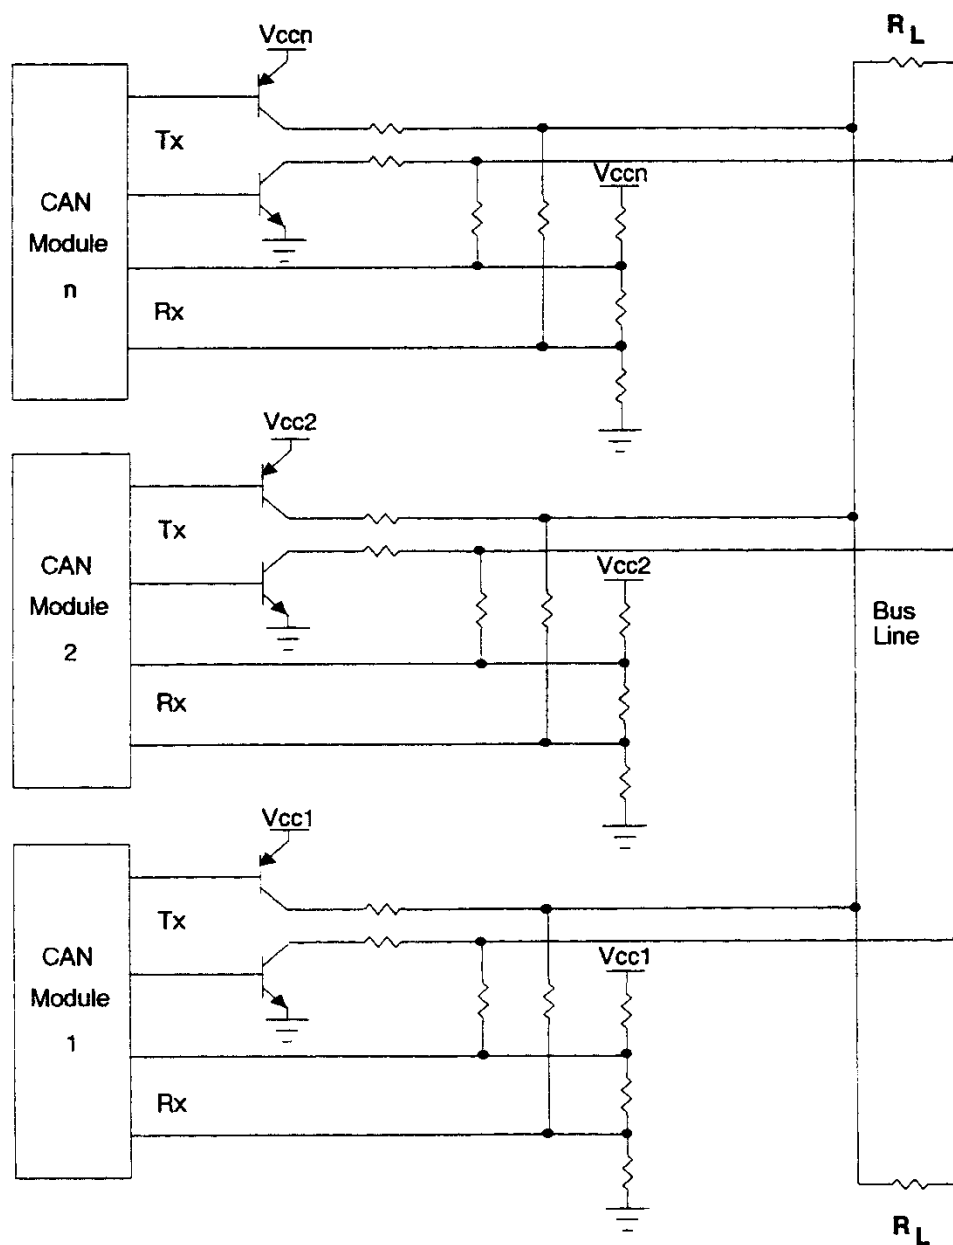 R L
Vccn
Tx
Vccn
CAN
Module
n
Rx
Vcc2
Tx
Vcc2
CAN
Module
2
Bus
Line
Rx
Vcc1
Tx
Vcc1
CAN
Module
1
Rx
R L